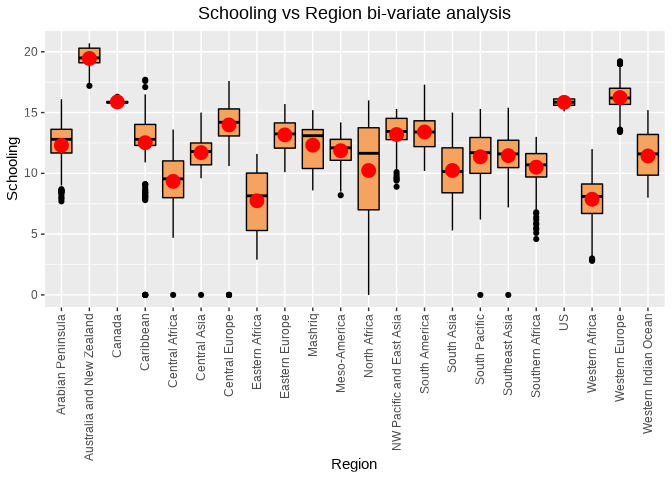 Schooling vs Region bi-variate analysis
Schooling
20
15
10
5
0
Arabian Peninsula
Australia and New Zealand
Canada
Caribbean
Central Africa
Central Asia
Central Europe
Eastern Africa
Eastern Europe
Mashriq
Meso-America
North Africa
NW Pacific and East Asia
South America
South Asia
South Pacific
Southeast Asia
Southern Africa
US
Western Africa
Western Europe
Western Indian Ocean
Region